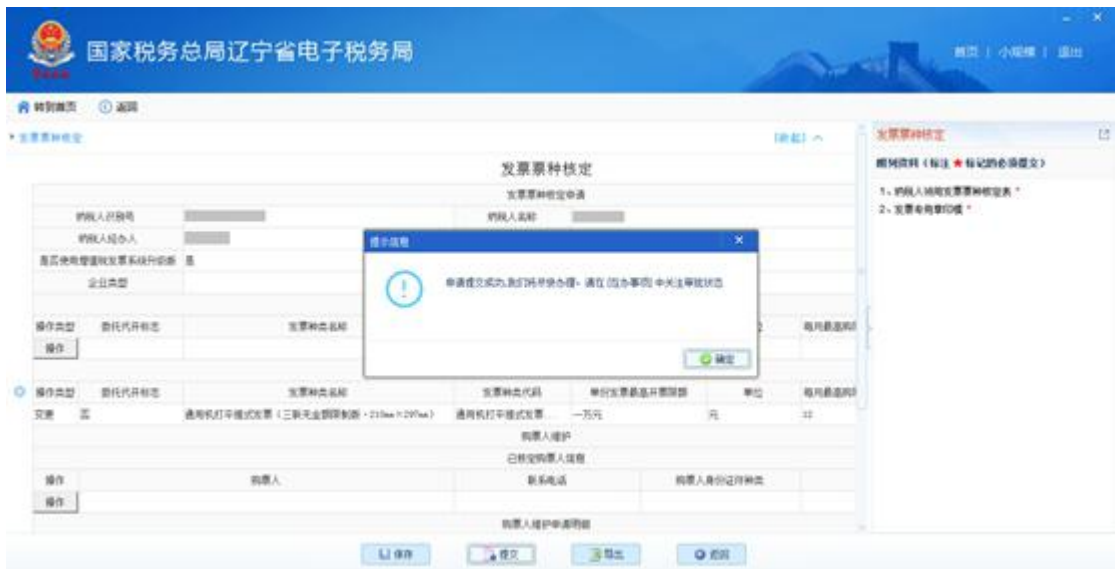 国家税务总局辽宁省电子税务局
首页 | 小规模 | 退出
转到首页 返回
发票票种核定 [收起]
发票票种核定
发票票种核定申请
纳税人识别号 纳税人名称
纳税人经办人
是否使用增值税发票系统升级版 是
企业类型
提示信息
申请提交成功,我们将尽快办理。请在 [在办事项] 中关注审批状态
确定
操作类型 委托代开标志 发票种类名称
操作
操作类型 委托代开标志 发票种类名称 发票种类代码 单份发票最高开票限额 单位 每月最高购
变更 否 通用机打平推式发票（三联无金额限制版，210mm×297mm） 通用机打平推式发票... 一万元 元 12
购票人维护
已核定购票人信息
操作 购票人 联系电话 购票人身份证件种类
操作
购票人维护申请明细
保存 提交 导出 返回
发票票种核定
附列资料（标注★标记的必须提交）
1、纳税人领用发票票种核定表 *
2、发票专用章印模 *